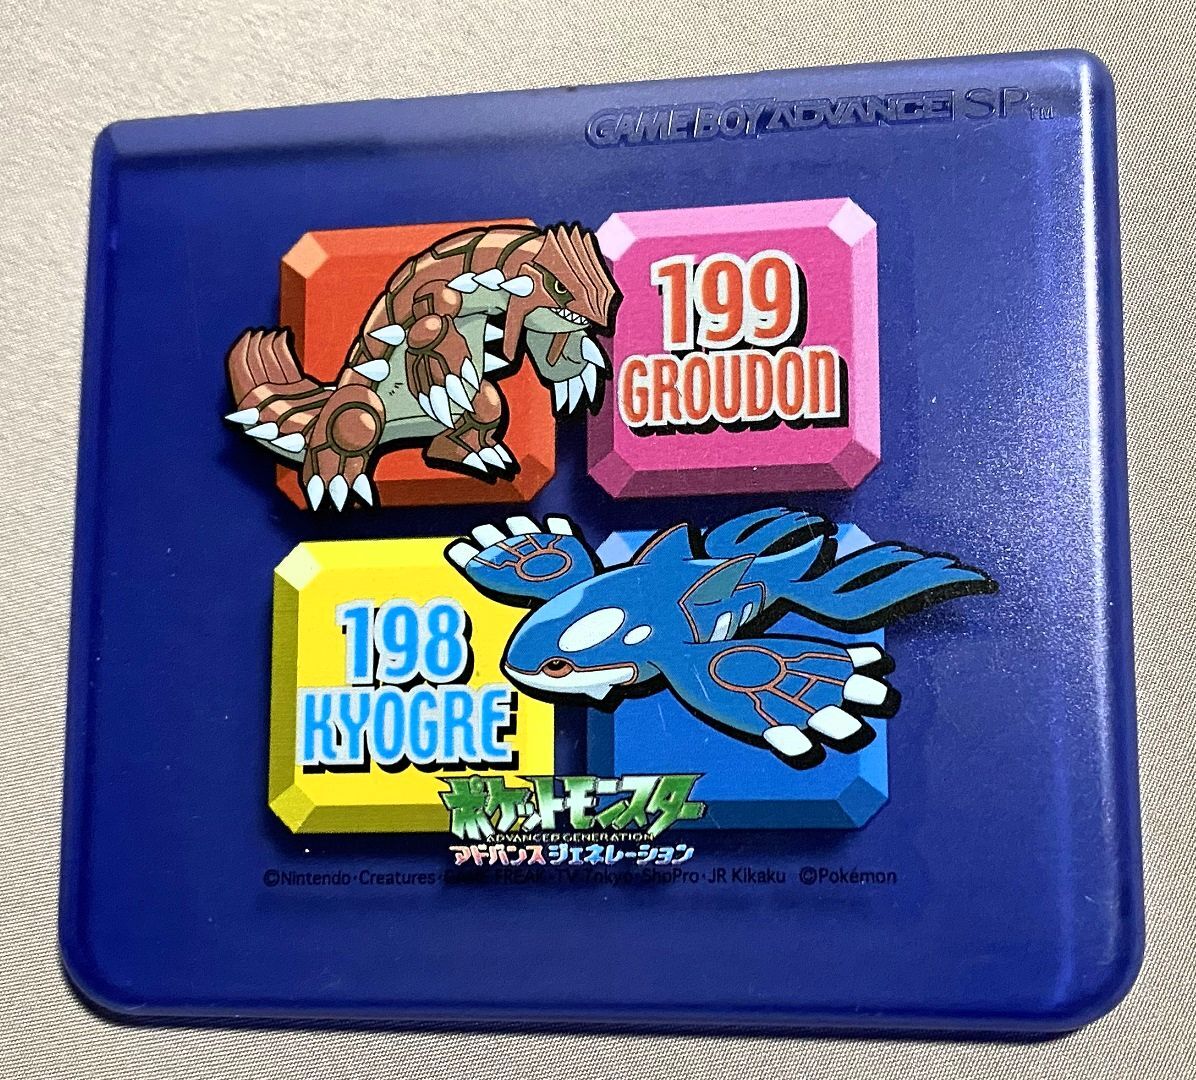 GAME BOY ADVANCE SP TM
199
GROUDON
198
KYOGRE
ポケットモンスター
ADVANCED GENERATION
アドバンスジェネレーション
©Nintendo・Creatures・GAME FREAK・TV Tokyo・ShoPro・JR Kikaku ©Pokémon